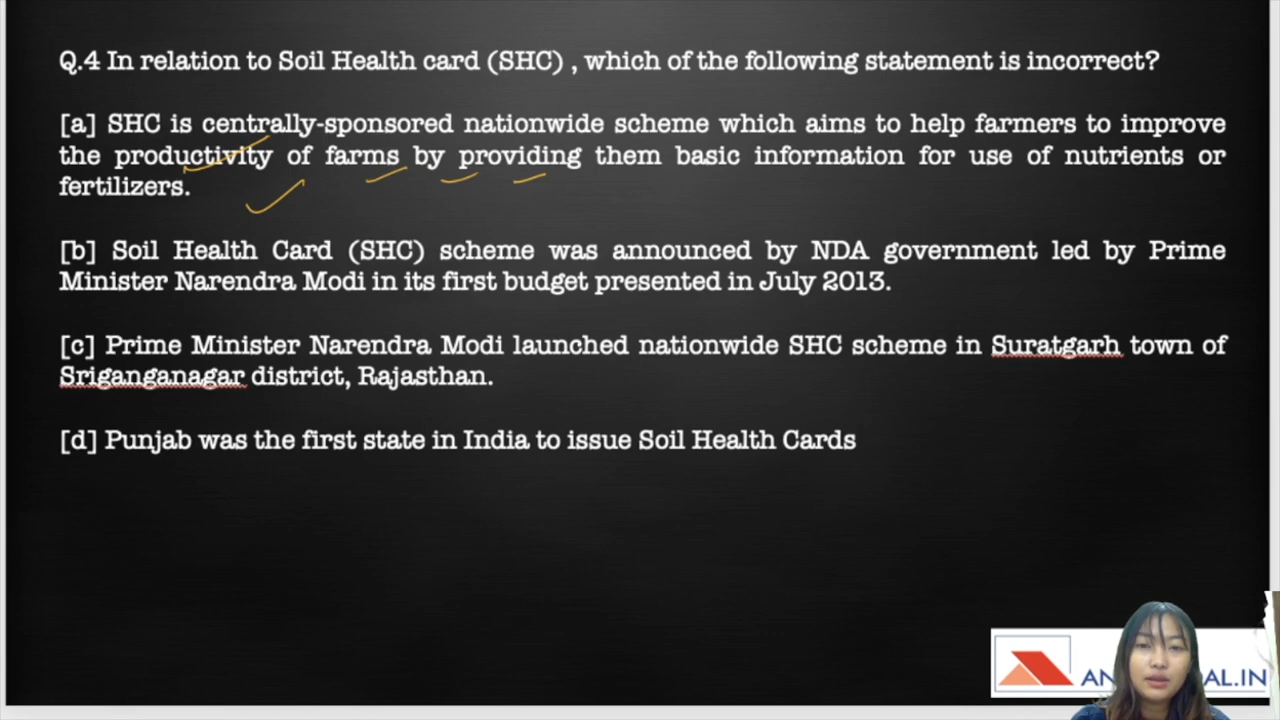 Q.4 In relation to Soil Health card (SHC) , which of the following statement is incorrect?
[a] SHC is centrally-sponsored nationwide scheme which aims to help farmers to improve
the productivity of farms by providing them basic information for use of nutrients or
fertilizers.
[b] Soil Health Card (SHC) scheme was announced by NDA government led by Prime
Minister Narendra Modi in its first budget presented in July 2013.
[c] Prime Minister Narendra Modi launched nationwide SHC scheme in Suratgarh town of
Sriganganagar district, Rajasthan.
[d] Punjab was the first state in India to issue Soil Health Cards